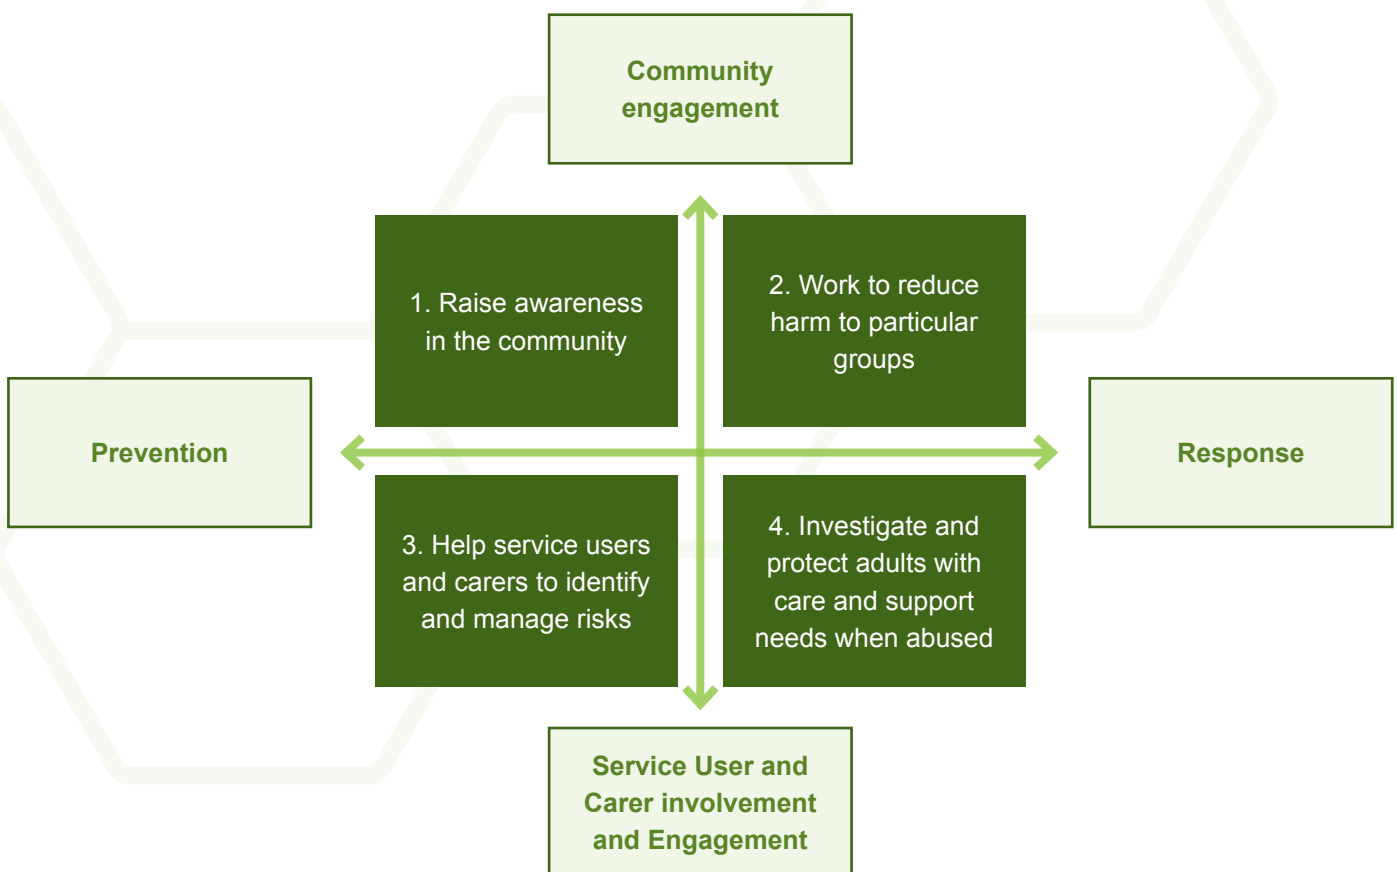 Community
engagement
1. Raise awareness
in the community
2. Work to reduce
harm to particular
groups
Prevention
Response
3. Help service users
and carers to identify
and manage risks
4. Investigate and
protect adults with
care and support
needs when abused
Service User and
Carer involvement
and Engagement